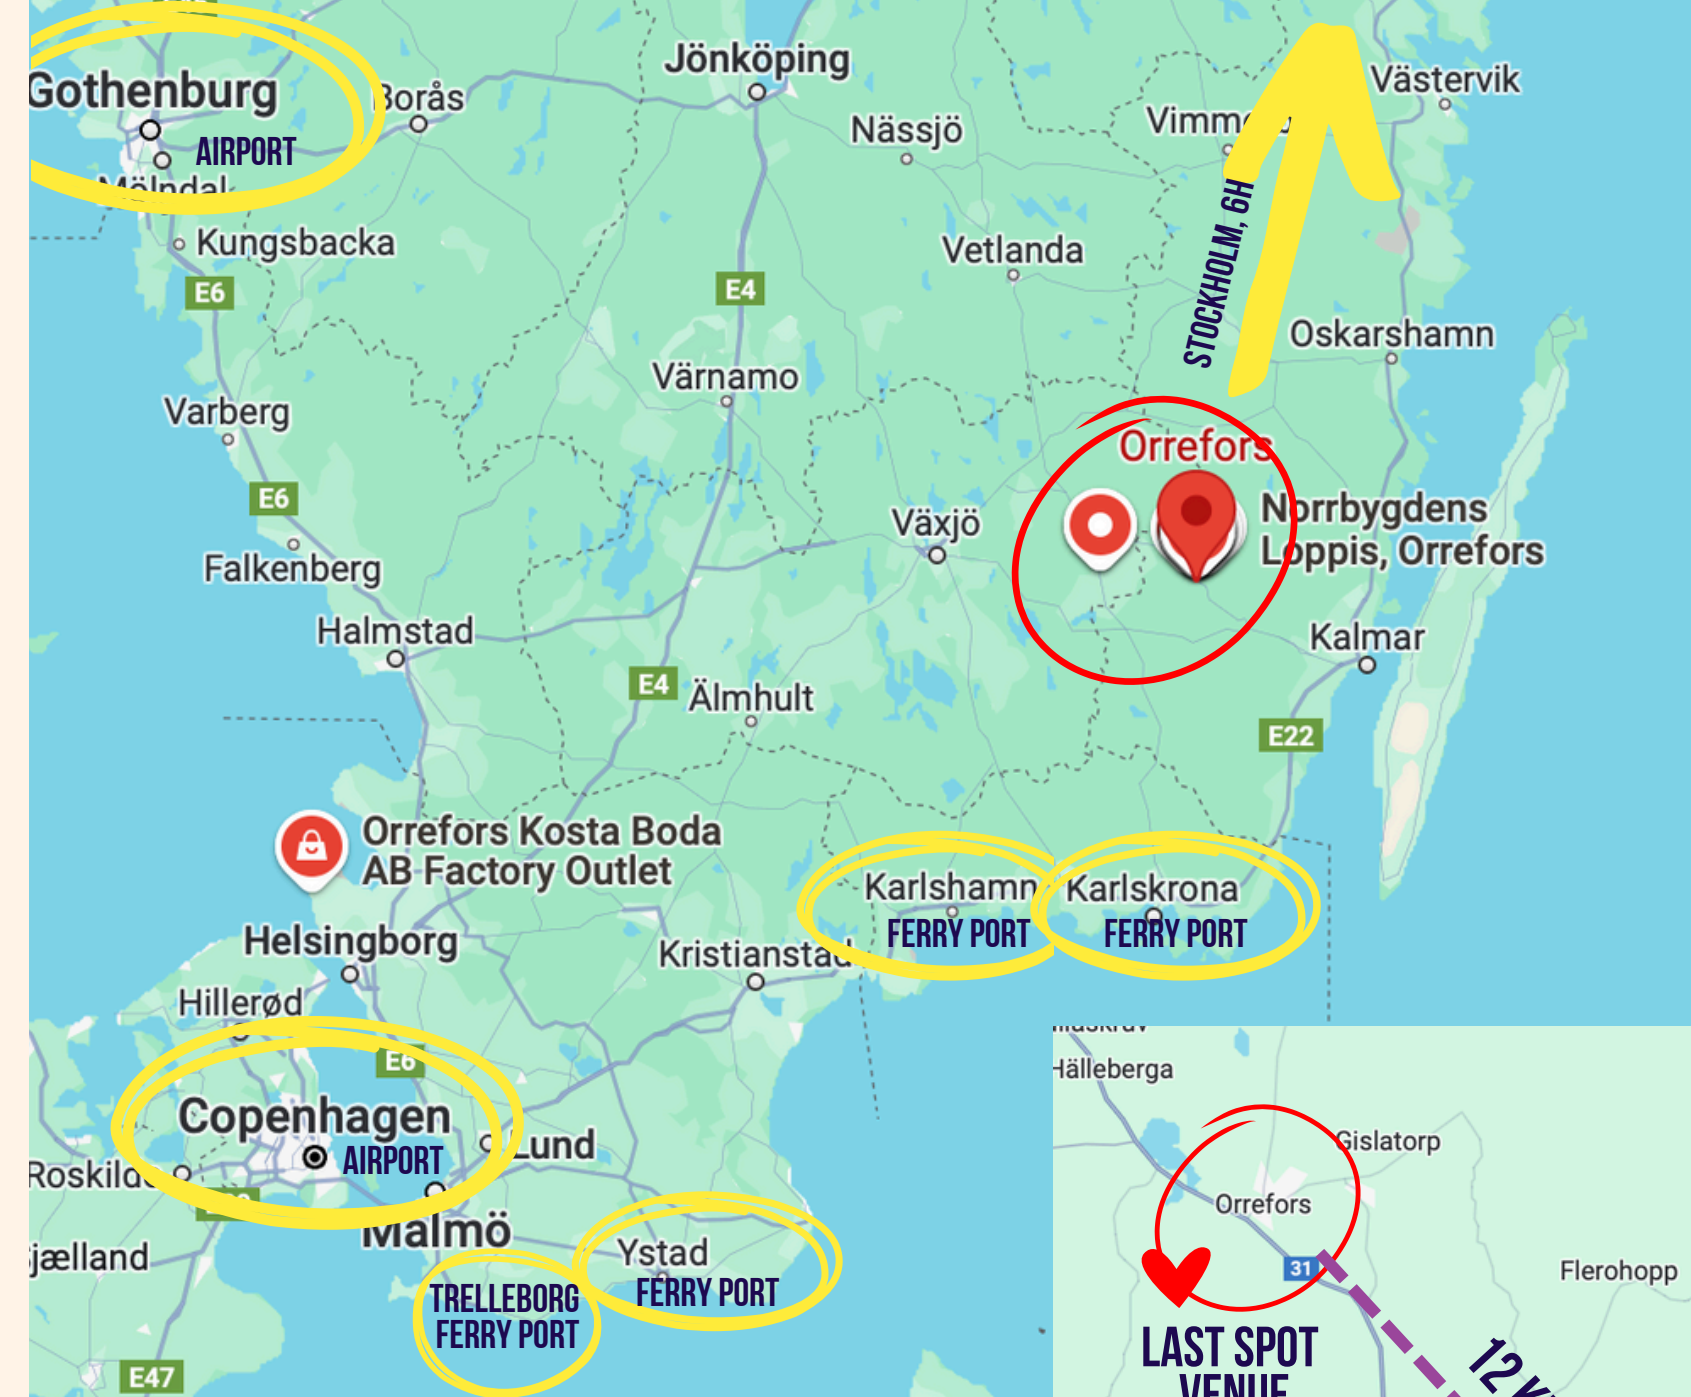 Gothenburg
AIRPORT
Mölndal
Borås
Jönköping
Nässjö
Västervik
Kungsbacka
E6
E4
Vetlanda
STOCKHOLM, 6H
Oskarshamn
Värnamo
Varberg
Orrefors
E6
Växjö
Norrbygdens
Loppis, Orrefors
Falkenberg
Halmstad
Kalmar
E4
Älmhult
E22
Orrefors Kosta Boda
AB Factory Outlet
Karlshamn
FERRY PORT
Karlskrona
FERRY PORT
Helsingborg
Kristianstad
Hillerød
E6
Copenhagen
AIRPORT
Lund
Malmö
Ystad
FERRY PORT
TRELLEBORG
FERRY PORT
E47
Hälleberga
Gislatorp
Orrefors
31
Flerohopp
LAST SPOT
VENUE
12